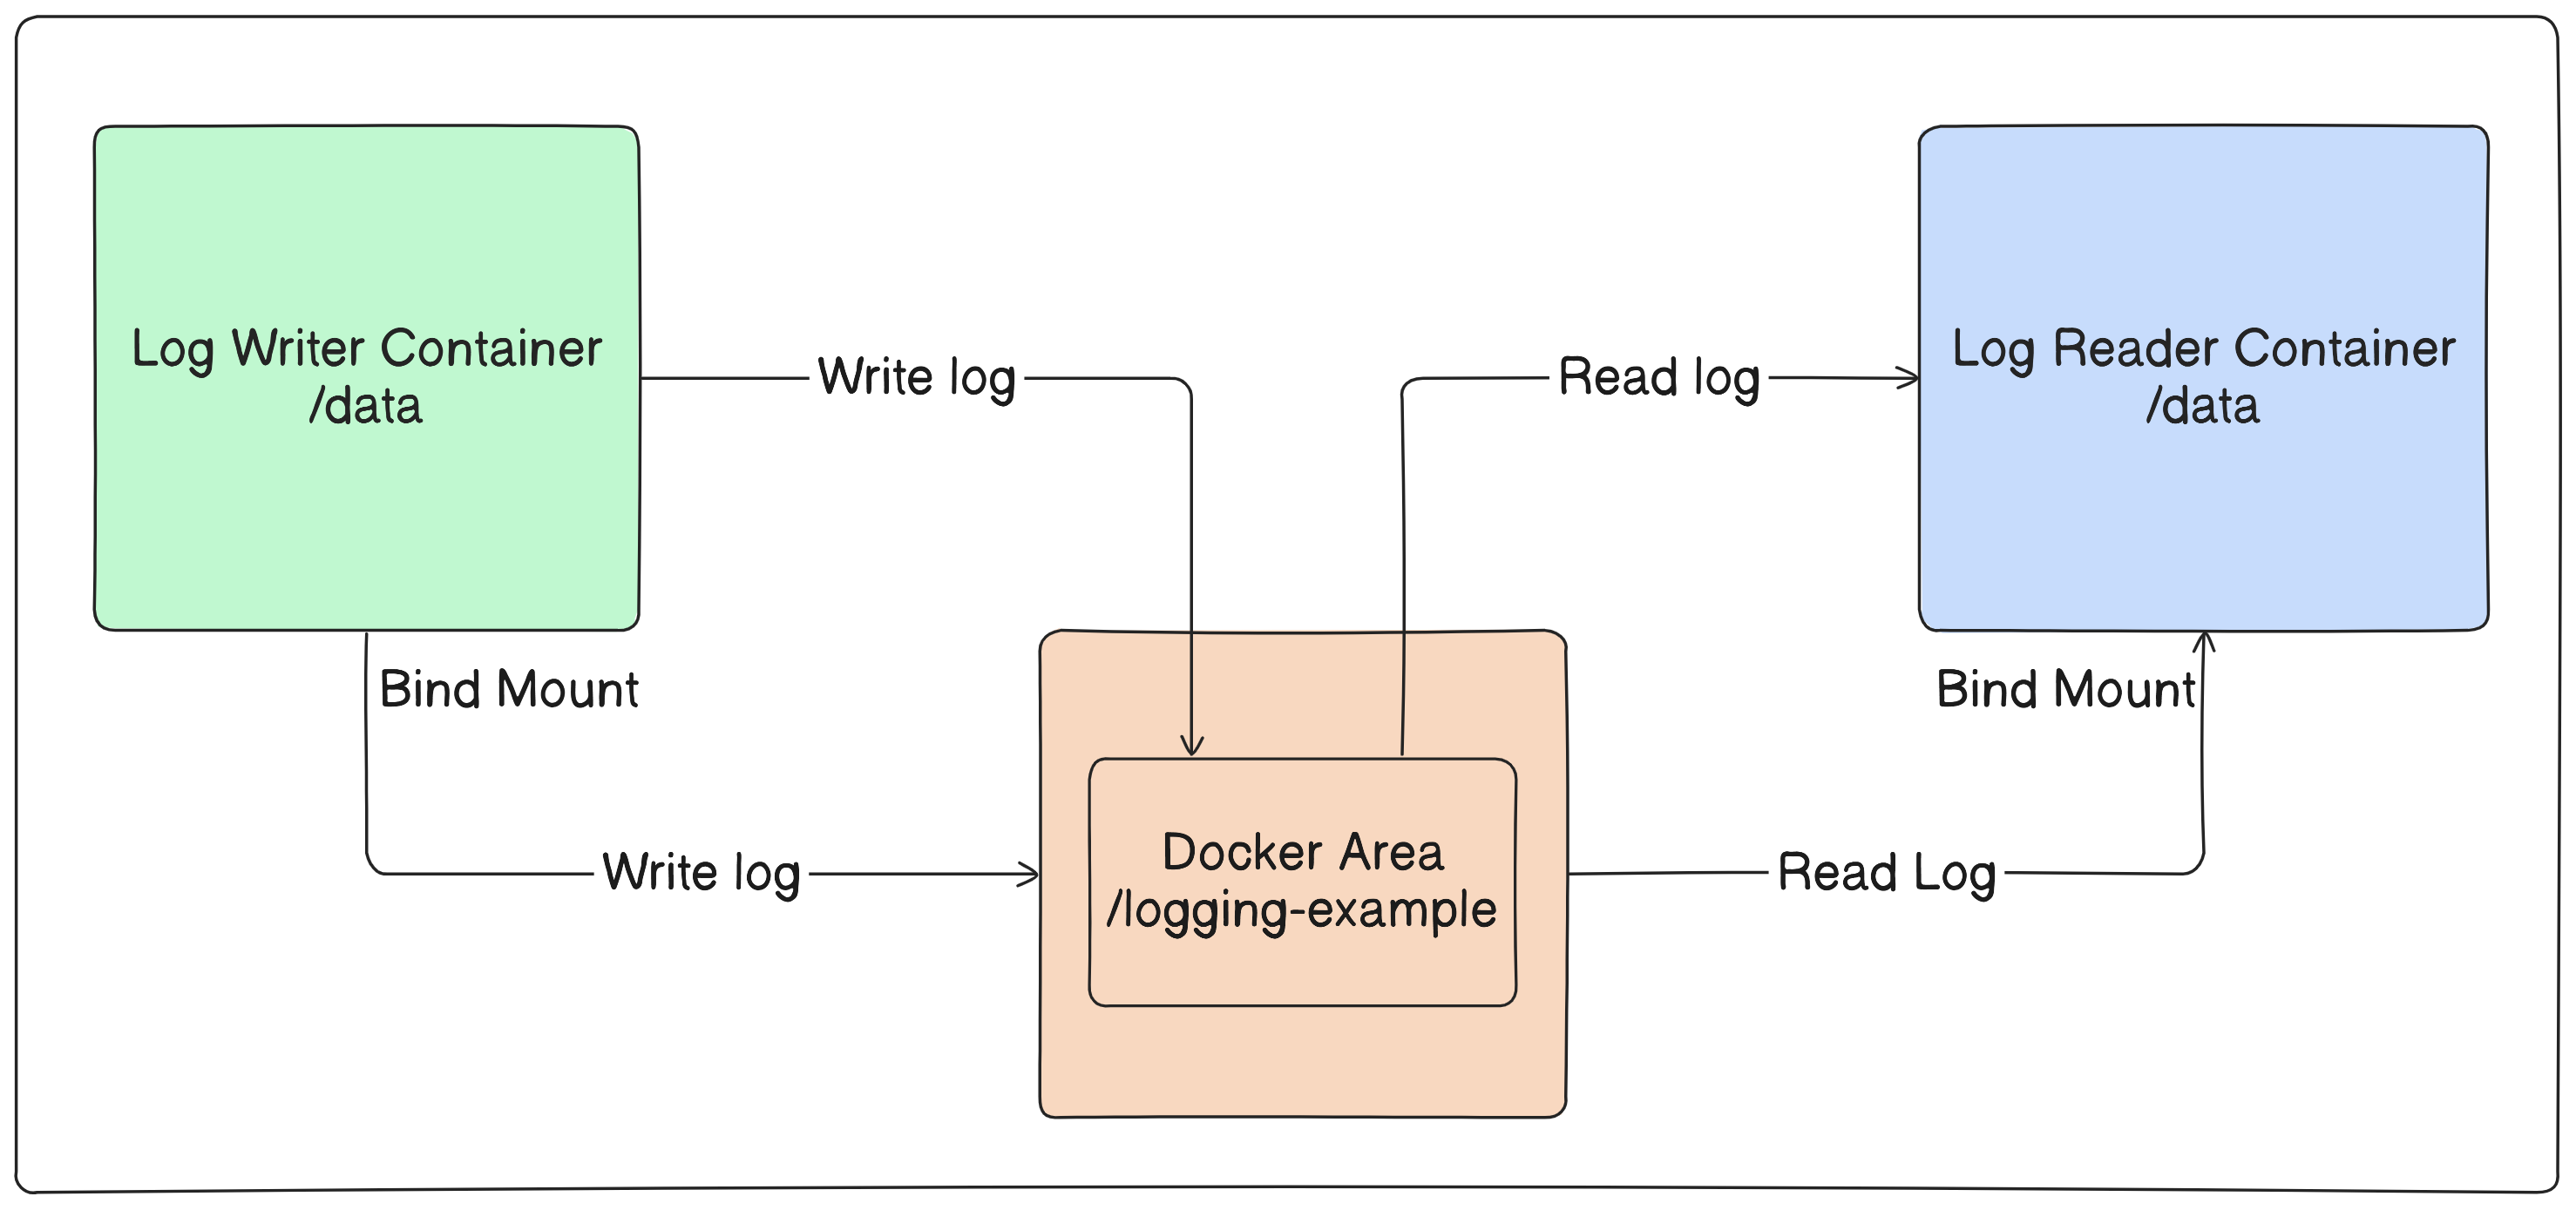 Log Writer Container
/data
Write log
Read log
Log Reader Container
/data
Bind Mount
Bind Mount
Write log
Docker Area
/logging-example
Read Log